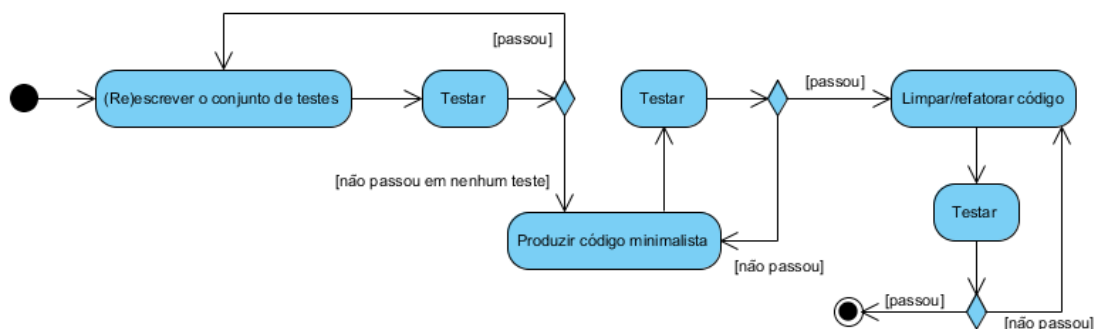 [passou]
(Re)escrever o conjunto de testes
Testar
Testar
[passou]
Limpar/refatorar código
[não passou em nenhum teste]
Produzir código minimalista
[não passou]
Testar
[passou]
[não passou]